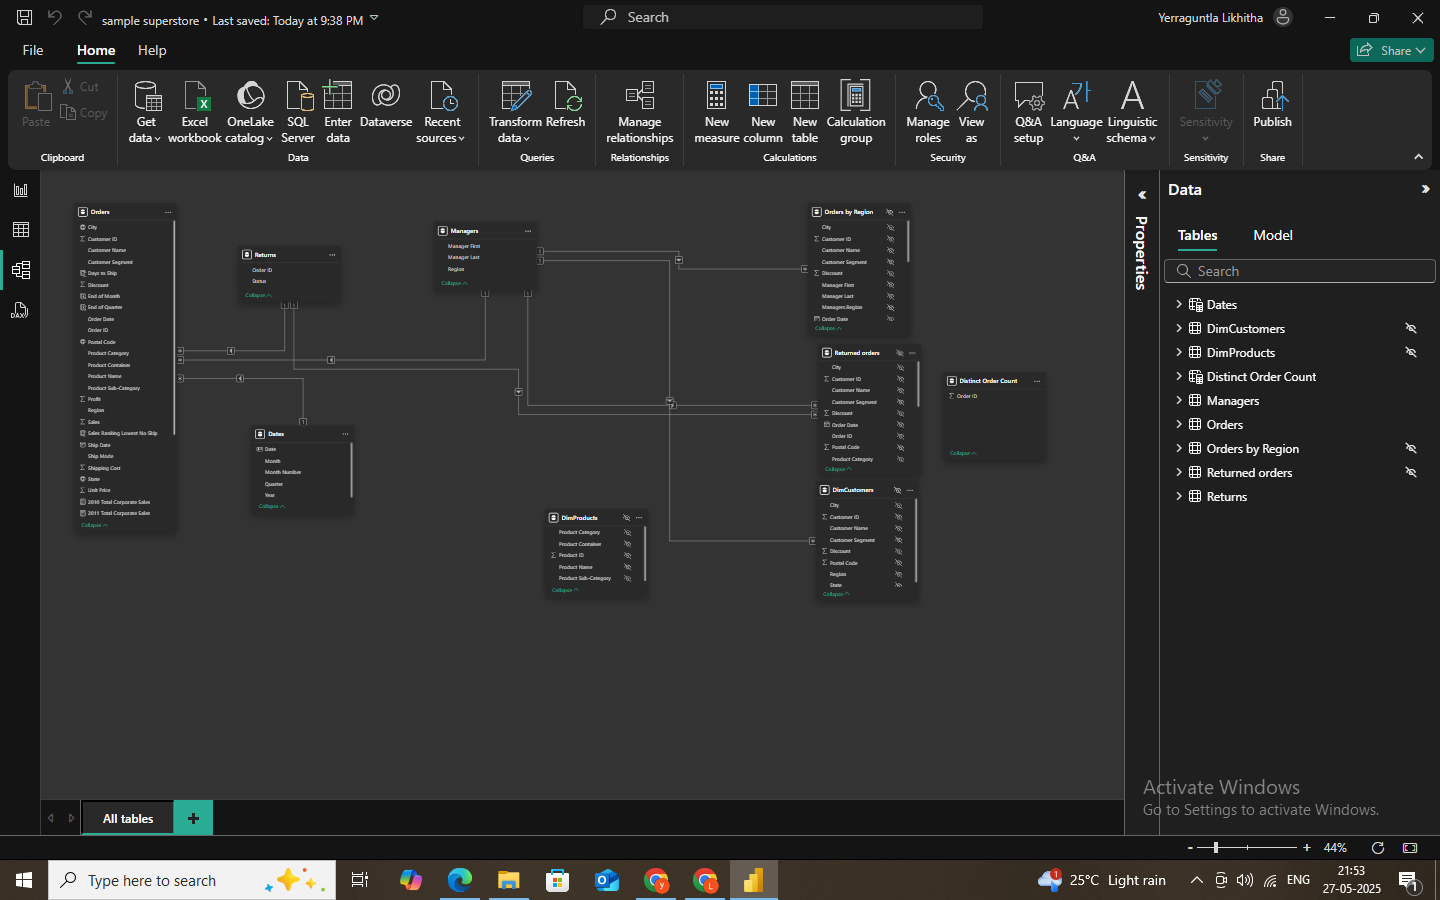 sample superstore • Last saved: Today at 9:38 PM
Search
Yerraguntla Likhitha
File
Home
Help
Share
Paste
Cut
Copy
Clipboard
Get data
Excel workbook
OneLake catalog
SQL Server
Enter data
Dataverse
Recent sources
Data
Transform data
Refresh
Queries
Manage relationships
Relationships
New measure
New column
New table
Calculation group
Calculations
Manage roles
View as
Security
Q&A setup
Language
Linguistic schema
Q&A
Sensitivity
Sensitivity
Publish
Share
Orders
City
Customer ID
Customer Name
Customer Segment
Days to Ship
Discount
End of Month
End of Quarter
Order Date
Order ID
Postal Code
Product Category
Product Container
Product Name
Product Sub-Category
Profit
Region
Sales
Sales Ranking Lowest No Skip
Ship Date
Ship Mode
Shipping Cost
State
Unit Price
2010 Total Corporate Sales
2011 Total Corporate Sales
Collapse
Returns
Order ID
Status
Collapse
Dates
Date
Month
Month Number
Quarter
Year
Collapse
Managers
Manager First
Manager Last
Region
Collapse
DimProducts
Product Category
Product Container
Product ID
Product Name
Product Sub-Category
Collapse
Orders by Region
City
Customer ID
Customer Name
Customer Segment
Discount
Manager First
Manager Last
Managers.Region
Order Date
Collapse
Returned orders
City
Customer ID
Customer Name
Customer Segment
Discount
Order Date
Order ID
Postal Code
Product Category
Collapse
DimCustomers
City
Customer ID
Customer Name
Customer Segment
Discount
Postal Code
Region
State
Collapse
Distinct Order Count
Order ID
Collapse
Properties
Data
Tables
Model
Search
Dates
DimCustomers
DimProducts
Distinct Order Count
Managers
Orders
Orders by Region
Returned orders
Returns
Activate Windows
Go to Settings to activate Windows.
All tables
+
- + 44%
Type here to search
1
25°C Light rain
ENG
21:53
27-05-2025
1